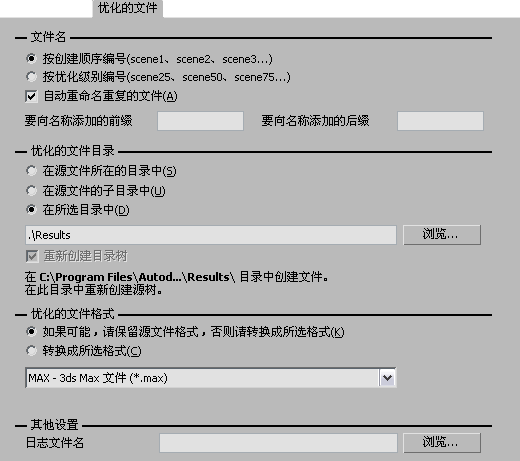 优化的文件
文件名
按创建顺序编号(scene1、scene2、scene3...)
按优化级别编号(scene25、scene50、scene75...)
自动重命名重复的文件(A)
要向名称添加的前缀 要向名称添加的后缀
优化的文件目录
在源文件所在的目录中(S)
在源文件的子目录中(U)
在所选目录中(D)
.\Results 浏览...
重新创建目录树
在 C:\Program Files\Autod...\Results\ 目录中创建文件。
在此目录中重新创建源树。
优化的文件格式
如果可能，请保留源文件格式，否则请转换成所选格式(K)
转换成所选格式(C)
MAX - 3ds Max 文件 (*.max)
其他设置
日志文件名 浏览...